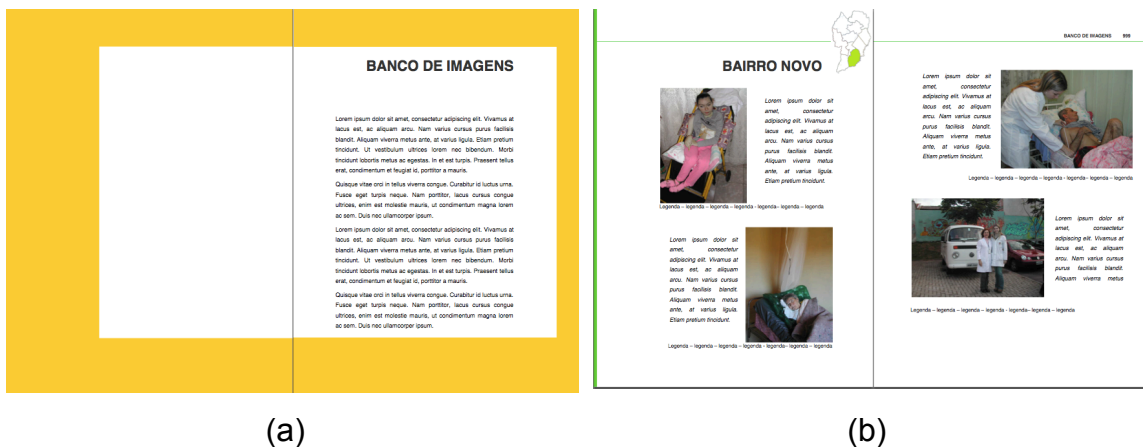 BANCO DE IMAGENS
Lorem ipsum dolor sit amet, consectetur adipiscing elit. Vivamus at
lacus est, ac aliquam arcu. Nam varius cursus purus facilisis
blandit. Aliquam viverra metus ante, at varius ligula. Etiam pretium
tincidunt. Ut vestibulum ultrices lorem nec bibendum. Morbi
tincidunt lobortis metus ac egestas. In et est turpis. Praesent tellus
erat, condimentum et feugiat id, porttitor a mauris.
Quisque vitae orci in tellus viverra congue. Curabitur id luctus urna.
Fusce eget turpis neque. Nam porttitor, lacus cursus congue
ultrices, enim est molestie mauris, ut condimentum magna lorem
ac sem. Duis nec ullamcorper ipsum.
Lorem ipsum dolor sit amet, consectetur adipiscing elit. Vivamus at
lacus est, ac aliquam arcu. Nam varius cursus purus facilisis
blandit. Aliquam viverra metus ante, at varius ligula. Etiam pretium
tincidunt. Ut vestibulum ultrices lorem nec bibendum. Morbi
tincidunt lobortis metus ac egestas. In et est turpis. Praesent tellus
erat, condimentum et feugiat id, porttitor a mauris.
Quisque vitae orci in tellus viverra congue. Curabitur id luctus urna.
Fusce eget turpis neque. Nam porttitor, lacus cursus congue
ultrices, enim est molestie mauris, ut condimentum magna lorem
ac sem. Duis nec ullamcorper ipsum.
(a)
BAIRRO NOVO
Lorem ipsum dolor sit
amet, consectetur
adipiscing elit. Vivamus at
lacus est, ac aliquam
arcu. Nam varius cursus
purus facilisis blandit.
Aliquam viverra metus
ante, at varius ligula.
Etiam pretium tincidunt.
Legenda – legenda – legenda – legenda - legenda– legenda – legenda
Lorem ipsum dolor sit
amet, consectetur
adipiscing elit. Vivamus at
lacus est, ac aliquam
arcu. Nam varius cursus
purus facilisis blandit.
Aliquam viverra metus
ante, at varius ligula.
Etiam pretium tincidunt.
Legenda – legenda – legenda – legenda - legenda– legenda – legenda
BANCO DE IMAGENS 999
Lorem ipsum dolor sit
amet, consectetur
adipiscing elit. Vivamus at
lacus est, ac aliquam
arcu. Nam varius cursus
purus facilisis blandit.
Aliquam viverra metus
ante, at varius ligula.
Etiam pretium tincidunt.
Legenda – legenda – legenda – legenda - legenda– legenda – legenda
Lorem ipsum dolor sit
amet, consectetur
adipiscing elit. Vivamus at
lacus est, ac aliquam
arcu. Nam varius cursus
purus facilisis blandit.
Aliquam viverra metus
Legenda – legenda – legenda – legenda - legenda– legenda – legenda
(b)